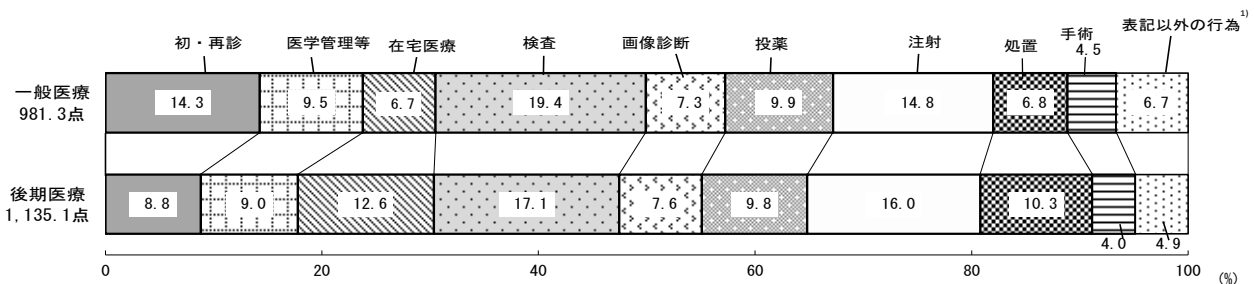 初・再診 医学管理等 在宅医療 検査 画像診断 投薬 注射 処置 手術 表記以外の行為1)
一般医療
981.3点
14.3 9.5 6.7 19.4 7.3 9.9 14.8 6.8 4.5 6.7
後期医療
1,135.1点
8.8 9.0 12.6 17.1 7.6 9.8 16.0 10.3 4.0 4.9
0 20 40 60 80 100 (%)